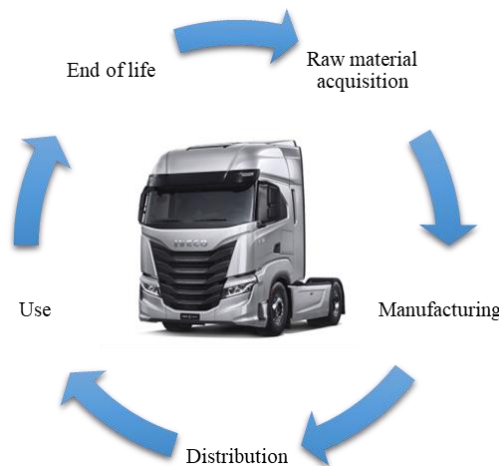 End of life
Raw material
acquisition
IVECO
Use
Manufacturing
Distribution